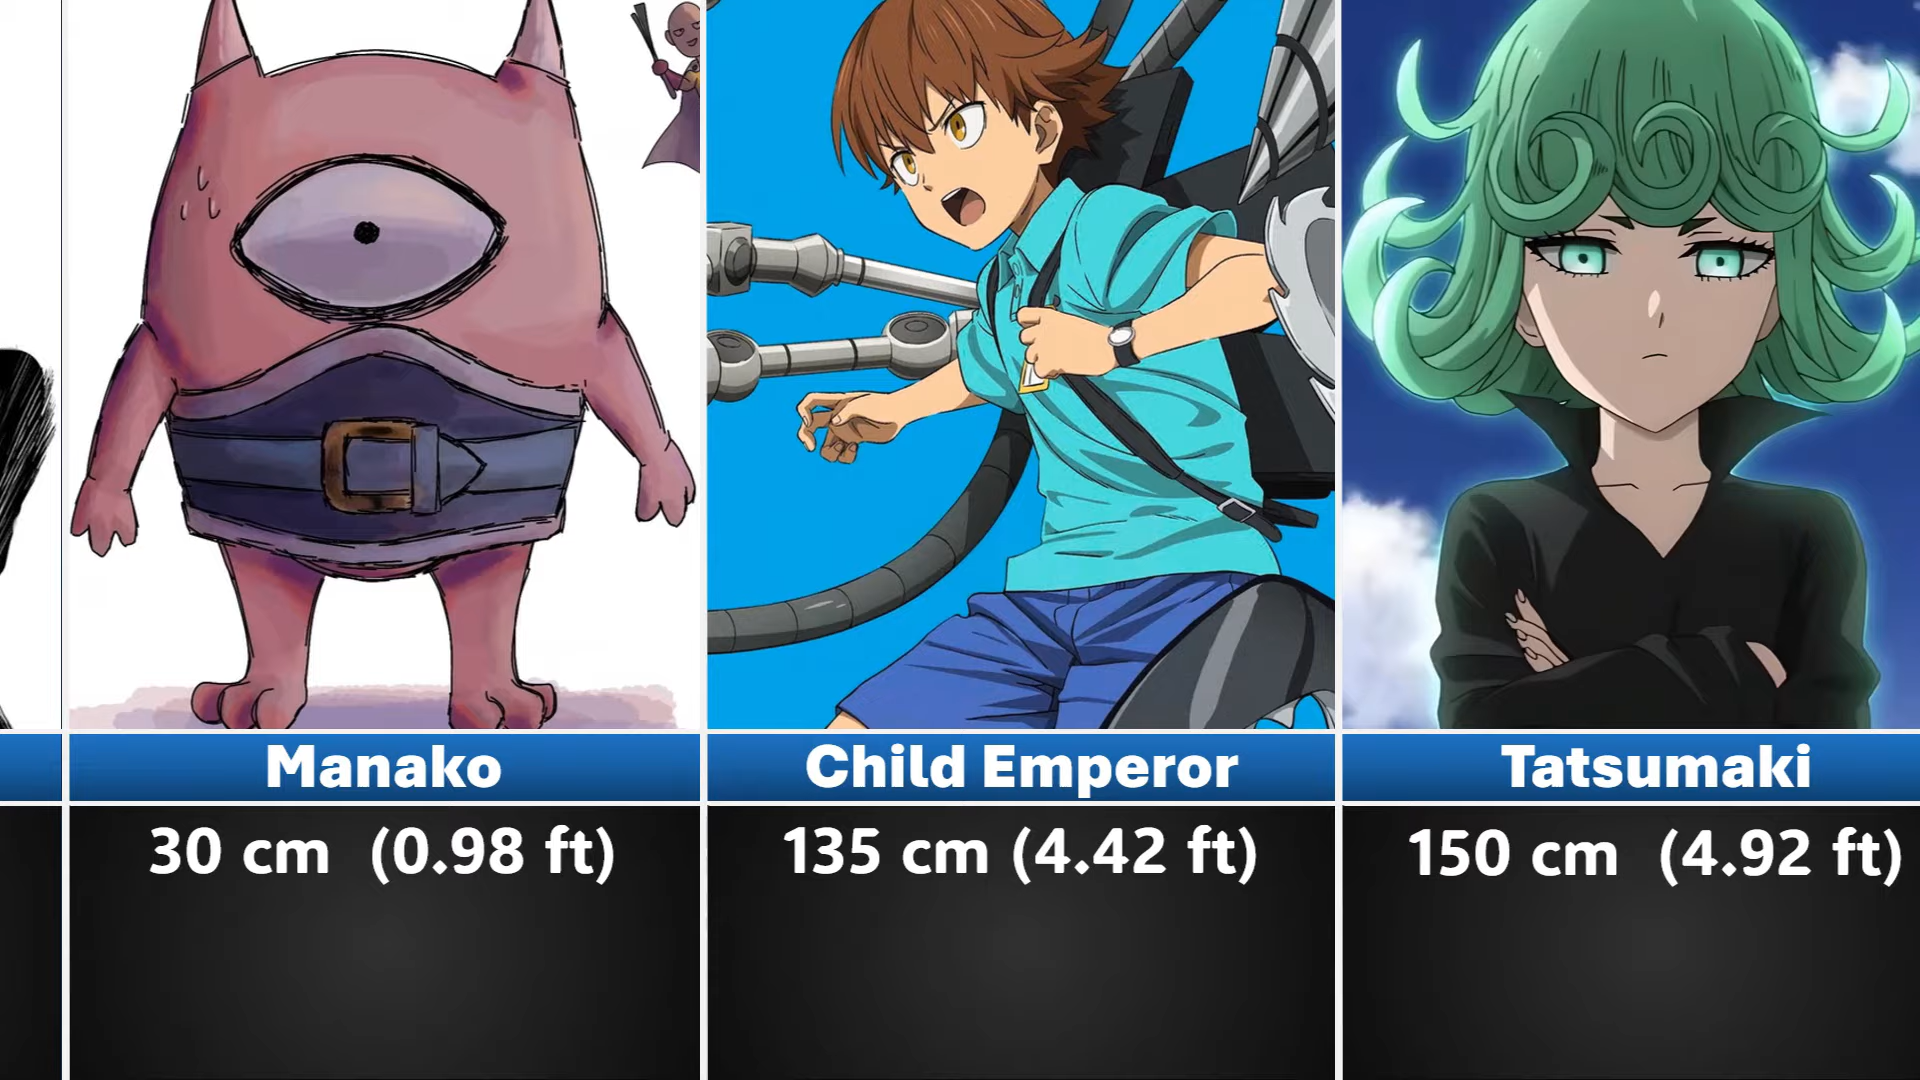 Manako
30 cm  (0.98 ft)
Child Emperor
135 cm (4.42 ft)
Tatsumaki
150 cm  (4.92 ft)